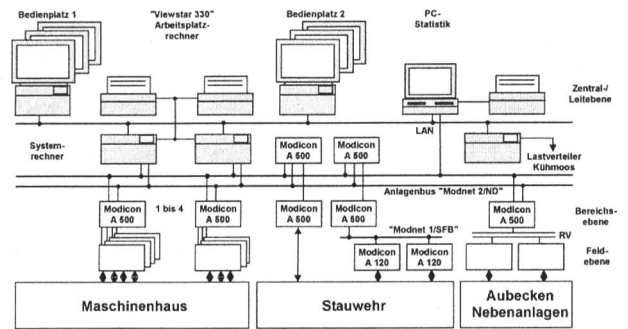 Bedienplatz 1
"Viewstar 330"
Arbeitsplatz
rechner
Bedienplatz 2
PC-
Statistik
Zentral-/
Leitebene
LAN
System-
rechner
Modicon
A 500
Modicon
A 500
Lastverteiler
Kühmoos
Anlagenbus "Modnet 2/ND"
Modicon
A 500
1 bis 4
Modicon
A 500
Modicon
A 500
Modicon
A 500
Modicon
A 500
Bereichs-
ebene
"Modnet 1/SFB"
RV
Modicon
A 120
Modicon
A 120
Feld-
ebene
Maschinenhaus
Stauwehr
Aubecken
Nebenanlagen